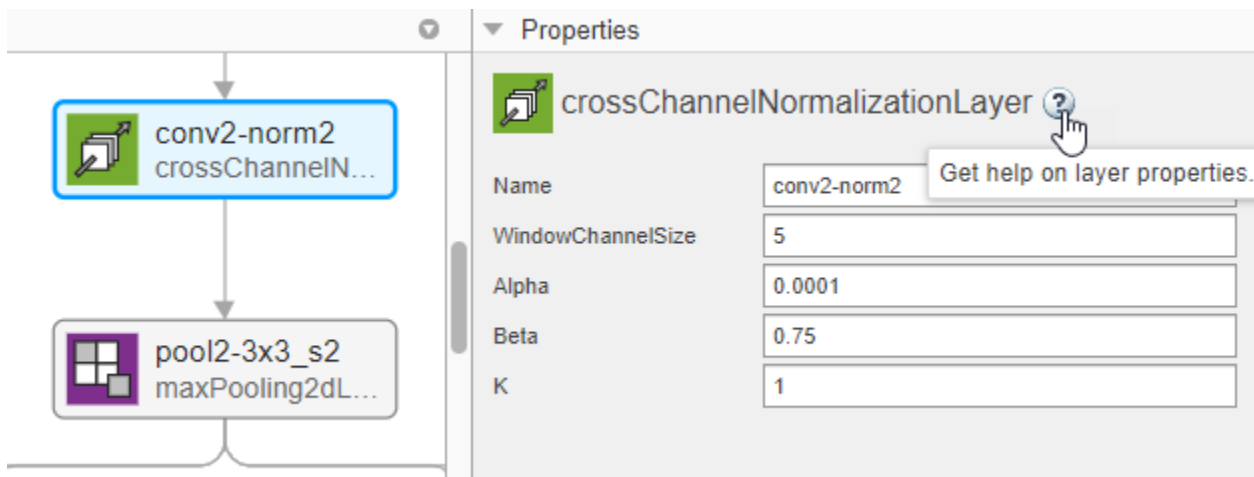 Properties
conv2-norm2
crossChannelN...
pool2-3x3_s2
maxPooling2dL...
crossChannelNormalizationLayer ?
Get help on layer properties.
Name conv2-norm2
WindowChannelSize 5
Alpha 0.0001
Beta 0.75
K 1